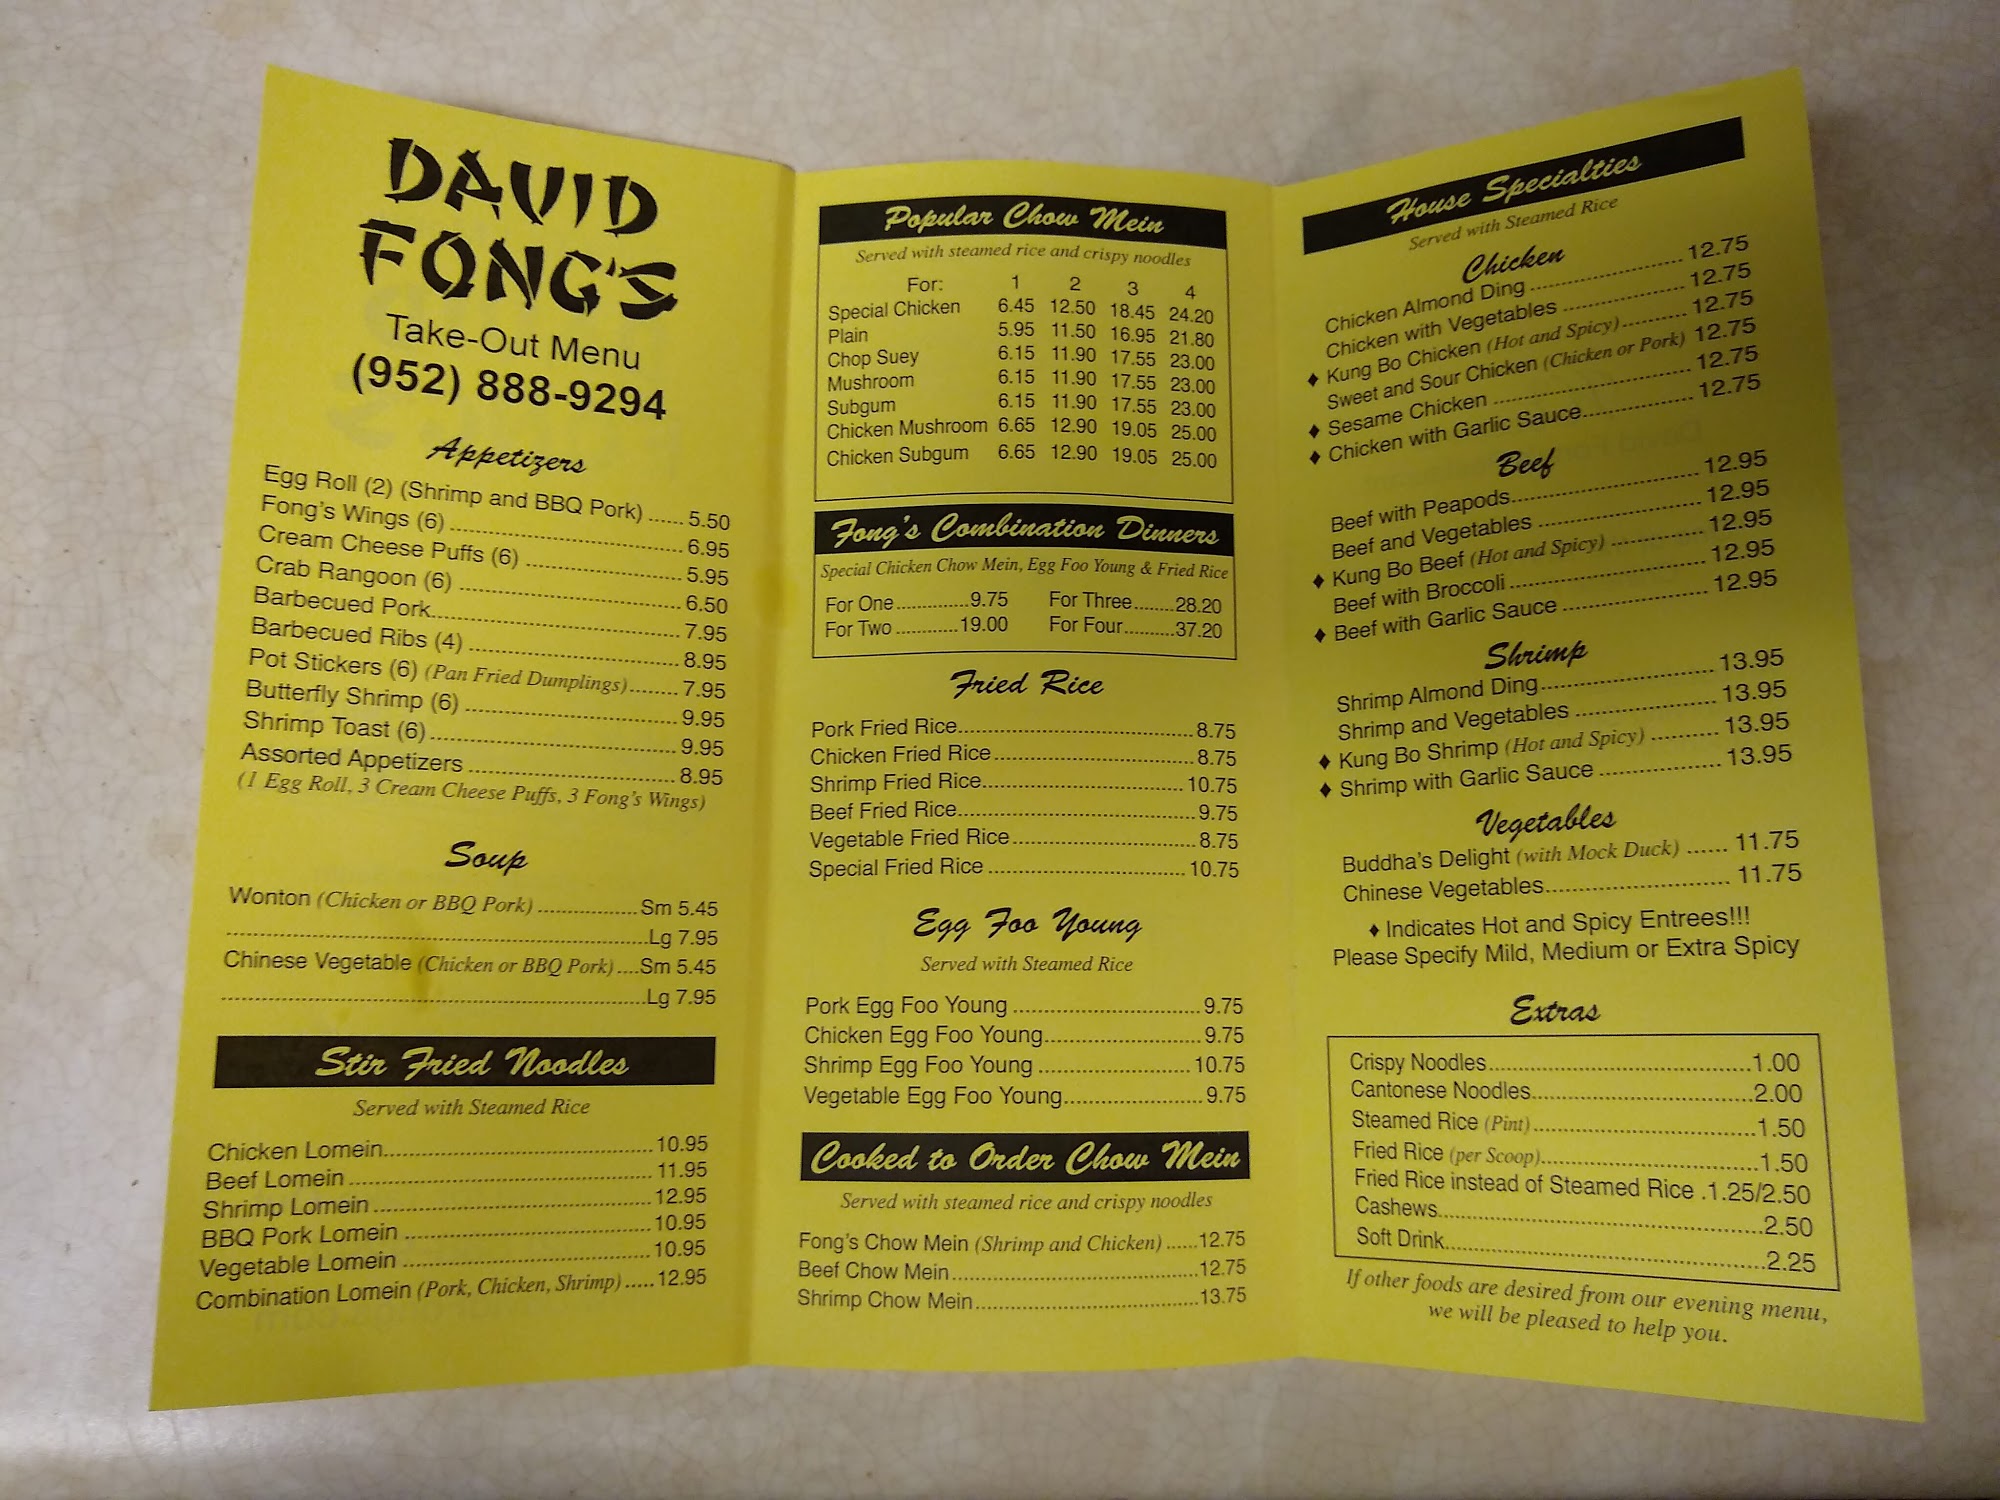 DAVID
FONG'S
Take-Out Menu
(952) 888-9294
Appetizers
Egg Roll (2) (Shrimp and BBQ Pork) ...... 5.50
Fong's Wings (6) ...... 6.95
Cream Cheese Puffs (6) ...... 5.95
Crab Rangoon (6) ...... 6.50
Barbecued Pork...... 7.95
Barbecued Ribs (4) ...... 8.95
Pot Stickers (6) (Pan Fried Dumplings)...... 7.95
Butterfly Shrimp (6) ...... 9.95
Shrimp Toast (6)...... 9.95
Assorted Appetizers ...... 8.95
(1 Egg Roll, 3 Cream Cheese Puffs, 3 Fong's Wings)
Soup
Wonton (Chicken or BBQ Pork) ...... Sm 5.45
......Lg 7.95
Chinese Vegetable (Chicken or BBQ Pork) ....Sm 5.45
......Lg 7.95
Stir Fried Noodles
Served with Steamed Rice
Chicken Lomein...... 10.95
Beef Lomein ...... 11.95
Shrimp Lomein ...... 12.95
BBQ Pork Lomein ...... 10.95
Vegetable Lomein ...... 10.95
Combination Lomein (Pork, Chicken, Shrimp) ..... 12.95
Popular Chow Mein
Served with steamed rice and crispy noodles
For: 1 2 3 4
Special Chicken 6.45 12.50 18.45 24.20
Plain 5.95 11.50 16.95 21.80
Chop Suey 6.15 11.90 17.55 23.00
Mushroom 6.15 11.90 17.55 23.00
Subgum 6.15 11.90 17.55 23.00
Chicken Mushroom 6.65 12.90 19.05 25.00
Chicken Subgum 6.65 12.90 19.05 25.00
Fong's Combination Dinners
Special Chicken Chow Mein, Egg Foo Young & Fried Rice
For One ......9.75 For Three......28.20
For Two ......19.00 For Four......37.20
Fried Rice
Pork Fried Rice...... 8.75
Chicken Fried Rice ...... 8.75
Shrimp Fried Rice...... 10.75
Beef Fried Rice...... 9.75
Vegetable Fried Rice ...... 8.75
Special Fried Rice ...... 10.75
Egg Foo Young
Served with Steamed Rice
Pork Egg Foo Young ...... 9.75
Chicken Egg Foo Young...... 9.75
Shrimp Egg Foo Young ...... 10.75
Vegetable Egg Foo Young...... 9.75
Cooked to Order Chow Mein
Served with steamed rice and crispy noodles
Fong's Chow Mein (Shrimp and Chicken) ......12.75
Beef Chow Mein ......12.75
Shrimp Chow Mein......13.75
House Specialties
Served with Steamed Rice
Chicken
Chicken Almond Ding ...... 12.75
Chicken with Vegetables ...... 12.75
♦ Kung Bo Chicken (Hot and Spicy)...... 12.75
Sweet and Sour Chicken (Chicken or Pork) 12.75
♦ Sesame Chicken ...... 12.75
♦ Chicken with Garlic Sauce...... 12.75
Beef
Beef with Peapods...... 12.95
Beef and Vegetables ...... 12.95
♦ Kung Bo Beef (Hot and Spicy) ...... 12.95
Beef with Broccoli ...... 12.95
♦ Beef with Garlic Sauce ...... 12.95
Shrimp
Shrimp Almond Ding...... 13.95
Shrimp and Vegetables ...... 13.95
♦ Kung Bo Shrimp (Hot and Spicy) ...... 13.95
♦ Shrimp with Garlic Sauce ...... 13.95
Vegetables
Buddha's Delight (with Mock Duck) ...... 11.75
Chinese Vegetables...... 11.75
♦ Indicates Hot and Spicy Entrees!!!
Please Specify Mild, Medium or Extra Spicy
Extras
Crispy Noodles......1.00
Cantonese Noodles......2.00
Steamed Rice (Pint) ......1.50
Fried Rice (per Scoop)......1.50
Fried Rice instead of Steamed Rice .1.25/2.50
Cashews......2.50
Soft Drink......2.25
If other foods are desired from our evening menu,
we will be pleased to help you.